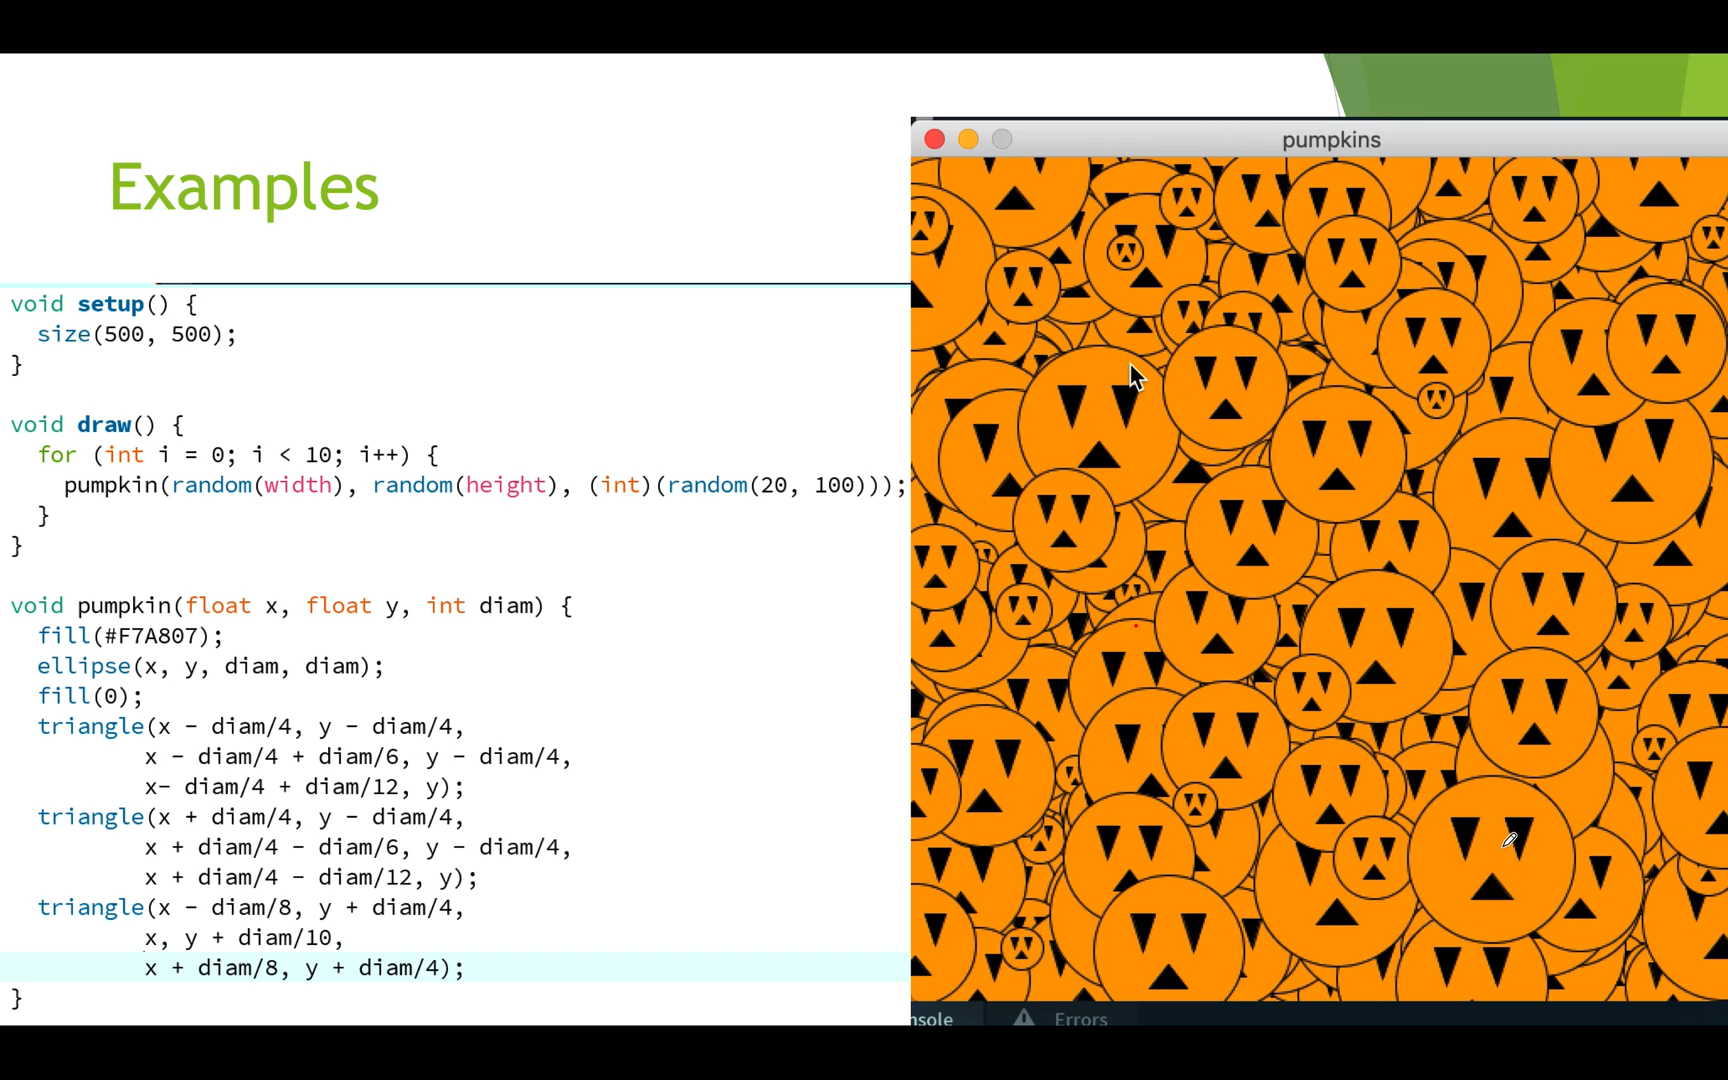 Examples
pumpkins
void setup() {
size(500, 500);
}
void draw() {
for (int i = 0; i < 10; i++) {
pumpkin(random(width), random(height), (int)(random(20, 100)));
}
}
void pumpkin(float x, float y, int diam) {
fill(#F7A807);
ellipse(x, y, diam, diam);
fill(0);
triangle(x - diam/4, y - diam/4,
x - diam/4 + diam/6, y - diam/4,
x- diam/4 + diam/12, y);
triangle(x + diam/4, y - diam/4,
x + diam/4 - diam/6, y - diam/4,
x + diam/4 - diam/12, y);
triangle(x - diam/8, y + diam/4,
x, y + diam/10,
x + diam/8, y + diam/4);
}
nsole
Errors